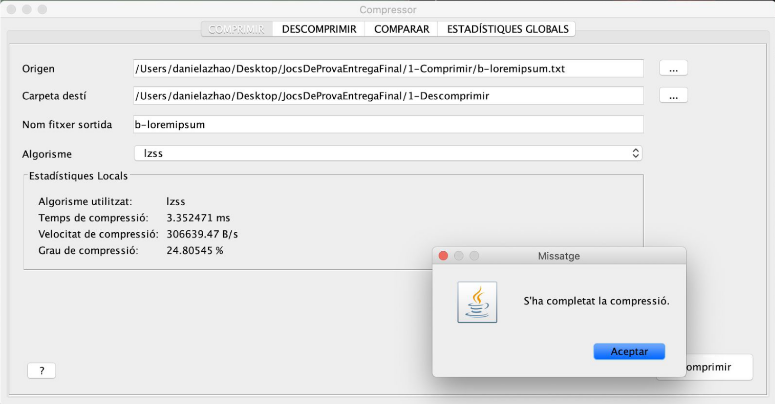 Compressor
COMPRIMIR DESCOMPRIMIR COMPARAR ESTADÍSTIQUES GLOBALS
Origen /Users/danielazhao/Desktop/JocsDeProvaEntregaFinal/1-Comprimir/b-loremipsum.txt ...
Carpeta destí /Users/danielazhao/Desktop/JocsDeProvaEntregaFinal/1-Descomprimir ...
Nom fitxer sortida b-loremipsum
Algorisme lzss
Estadístiques Locals
Algorisme utilitzat: lzss
Temps de compressió: 3.352471 ms
Velocitat de compressió: 306639.47 B/s
Grau de compressió: 24.80545 %
Missatge
S'ha completat la compressió.
Aceptar
? omprimir